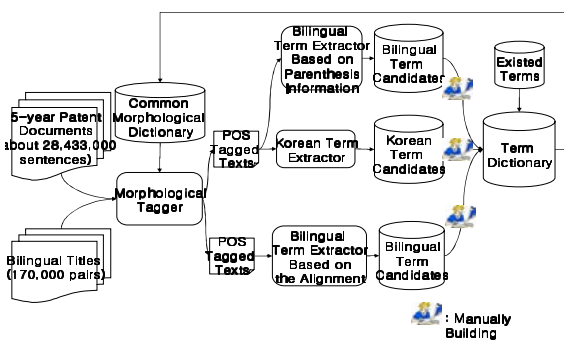 Bilingual
Term Extractor
Based on
Parenthesis
Information
Bilingual
Term
Candidates
Existed
Terms
5-year Patent
Documents
about 28,433,000
sentences)
Common
Morphological
Dictionary
POS
Tagged
Texts
Korean Term
Extractor
Korean
Term
Candidates
Term
Dictionary
Morphological
Tagger
Bilingual Titles
(170,000 pairs)
POS
Tagged
Texts
Bilingual
Term Extractor
Based on
the Alignment
Bilingual
Term
Candidates
: Manually
Building